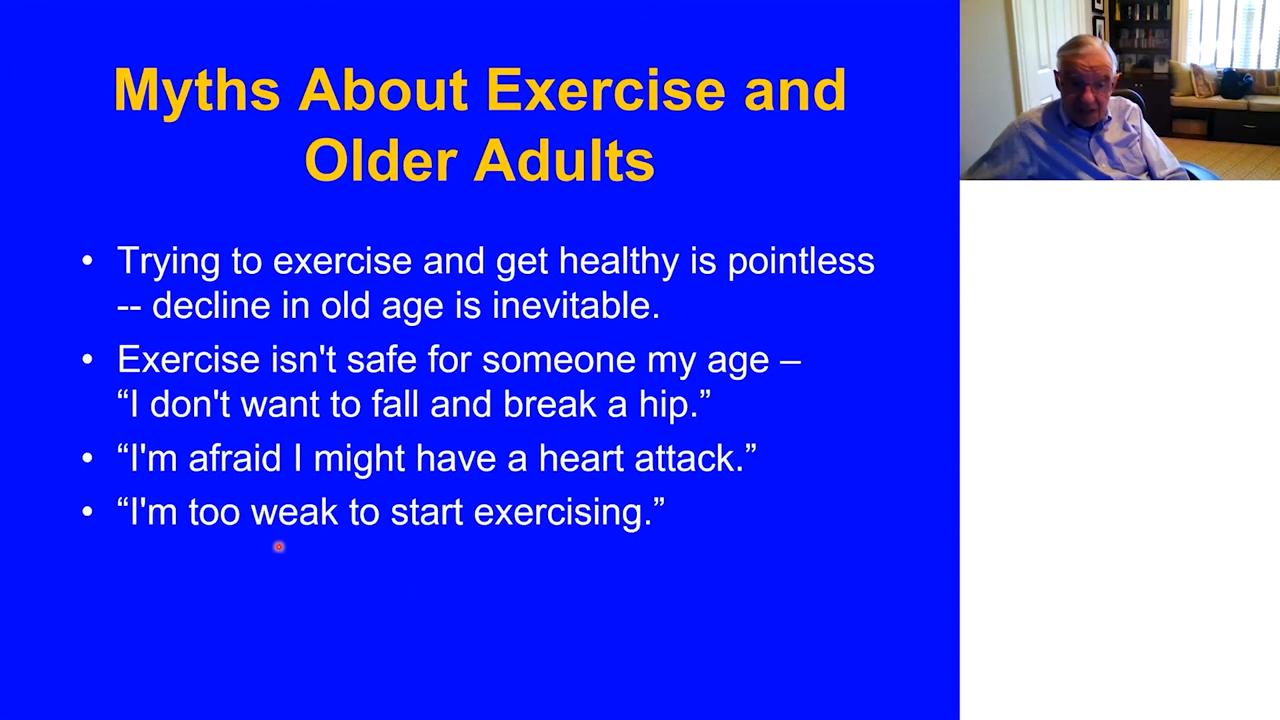 Myths About Exercise and
Older Adults
• Trying to exercise and get healthy is pointless
-- decline in old age is inevitable.
• Exercise isn't safe for someone my age –
“I don't want to fall and break a hip.”
• “I'm afraid I might have a heart attack.”
• “I'm too weak to start exercising.”